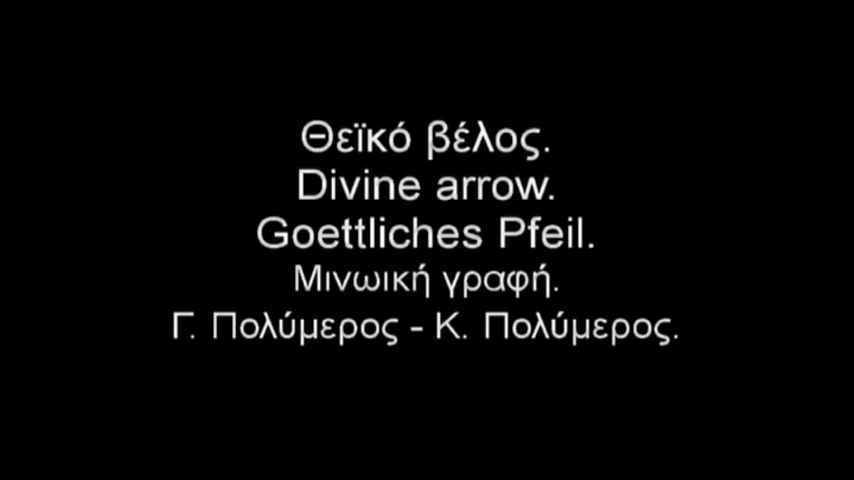 Θεϊκό βέλος.
Divine arrow.
Goettliches Pfeil.
Μινωική γραφή.
Γ. Πολύμερος - Κ. Πολύμερος.